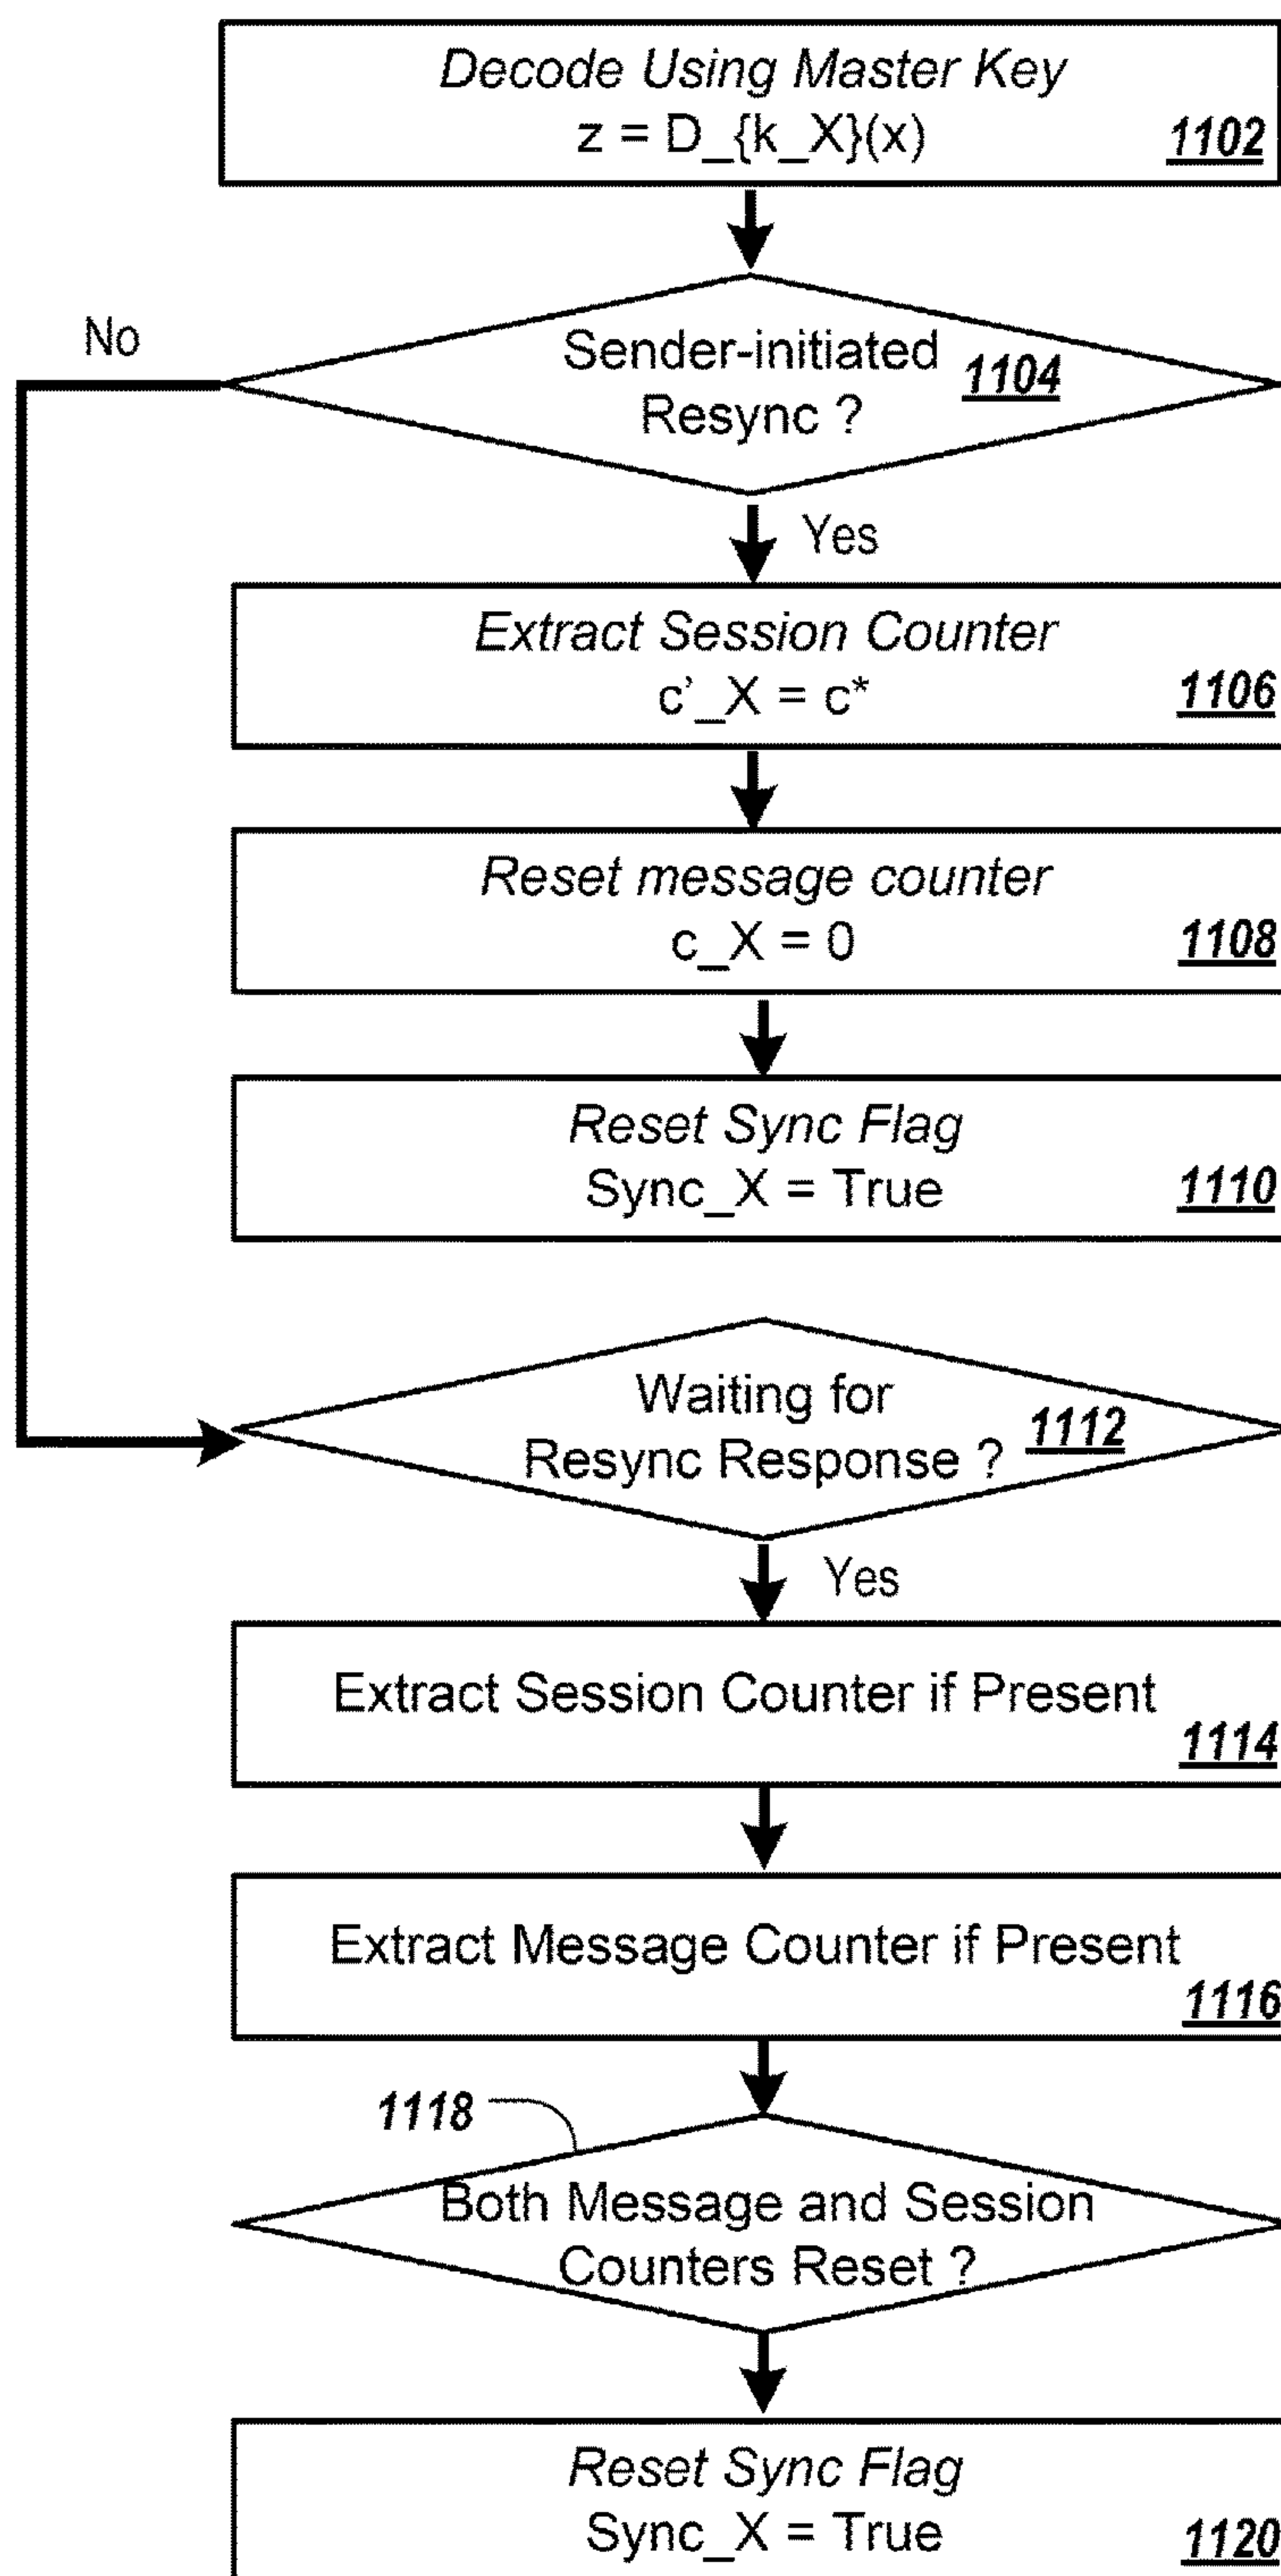 Decode Using Master Key
z = D_{k_X}(x)
1102
No
Sender-initiated
Resync ?
1104
Yes
Extract Session Counter
c’_X = c*
1106
Reset message counter
c_X = 0
1108
Reset Sync Flag
Sync_X = True
1110
Waiting for
Resync Response ?
1112
Yes
Extract Session Counter if Present
1114
Extract Message Counter if Present
1116
1118
Both Message and Session
Counters Reset ?
Reset Sync Flag
Sync_X = True
1120